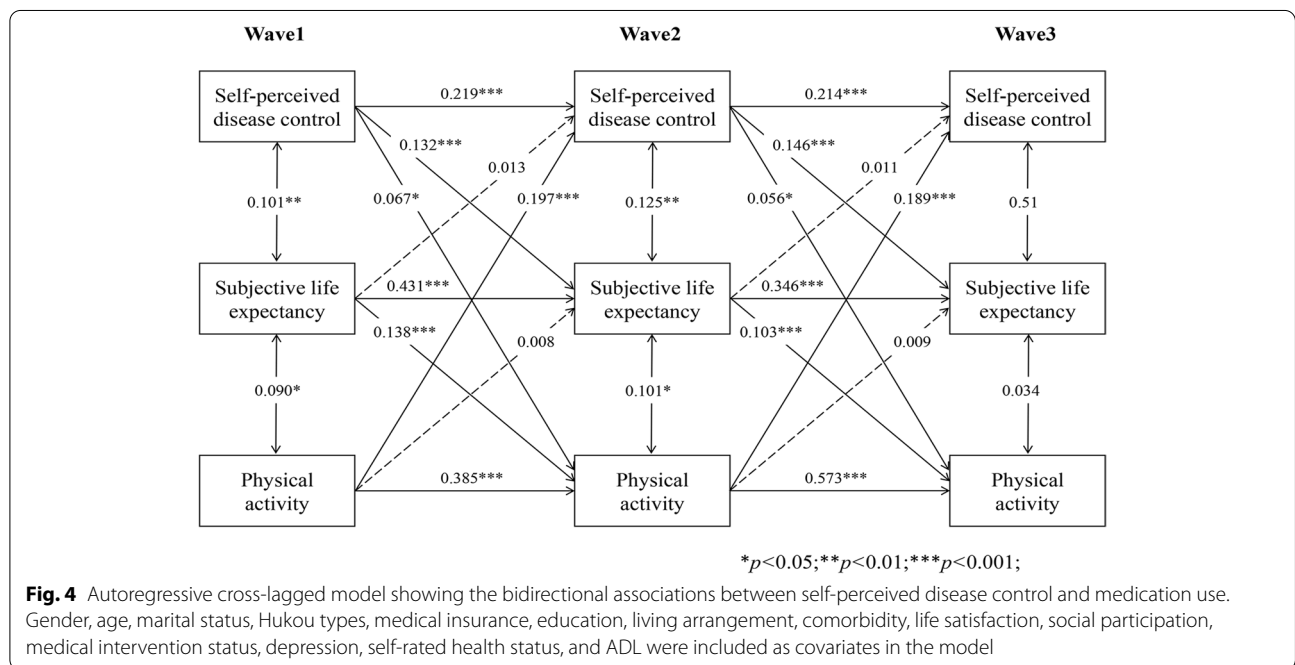 Wave1 Wave2 Wave3
Self-perceived
disease control
Self-perceived
disease control
Self-perceived
disease control
0.219***
0.214***
0.132***
0.013
0.146***
0.011
0.101**
0.067*
0.197***
0.125**
0.056*
0.189***
0.51
Subjective life
expectancy
Subjective life
expectancy
Subjective life
expectancy
0.431***
0.346***
0.138***
0.008
0.103***
0.009
0.090*
0.101*
0.034
Physical
activity
Physical
activity
Physical
activity
0.385***
0.573***
*p<0.05;**p<0.01;***p<0.001;
Fig. 4 Autoregressive cross-lagged model showing the bidirectional associations between self-perceived disease control and medication use.
Gender, age, marital status, Hukou types, medical insurance, education, living arrangement, comorbidity, life satisfaction, social participation,
medical intervention status, depression, self-rated health status, and ADL were included as covariates in the model